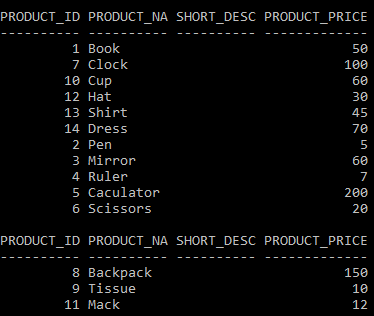 PRODUCT_ID PRODUCT_NA SHORT_DESC PRODUCT_PRICE
---------- ---------- ---------- -------------
1 Book 50
7 Clock 100
10 Cup 60
12 Hat 30
13 Shirt 45
14 Dress 70
2 Pen 5
3 Mirror 60
4 Ruler 7
5 Caculator 200
6 Scissors 20
PRODUCT_ID PRODUCT_NA SHORT_DESC PRODUCT_PRICE
---------- ---------- ---------- -------------
8 Backpack 150
9 Tissue 10
11 Mack 12